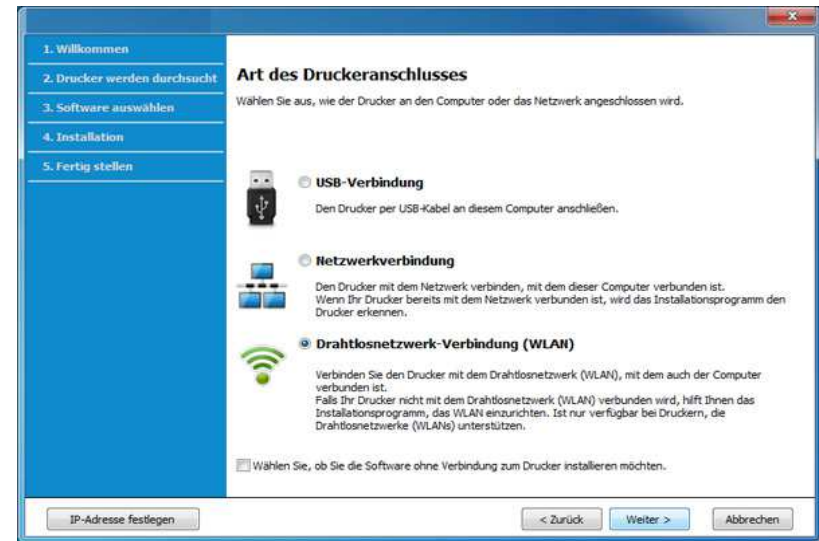 1. Willkommen
2. Drucker werden durchsucht
3. Software auswählen
4. Installation
5. Fertig stellen
Art des Druckeranschlusses
Wählen Sie aus, wie der Drucker an den Computer oder das Netzwerk angeschlossen wird.
USB-Verbindung
Den Drucker per USB-Kabel an diesem Computer anschließen.
Netzwerkverbindung
Den Drucker mit dem Netzwerk verbinden, mit dem dieser Computer verbunden ist.
Wenn Ihr Drucker bereits mit dem Netzwerk verbunden ist, wird das Installationsprogramm den
Drucker erkennen.
Drahtlosnetzwerk-Verbindung (WLAN)
Verbinden Sie den Drucker mit dem Drahtlosnetzwerk (WLAN), mit dem auch der Computer
verbunden ist.
Falls Ihr Drucker nicht mit dem Drahtlosnetzwerk (WLAN) verbunden wird, hilft Ihnen das
Installationsprogramm, das WLAN einzurichten. Ist nur verfügbar bei Druckern, die
Drahtlosnetzwerke (WLANs) unterstützen.
Wählen Sie, ob Sie die Software ohne Verbindung zum Drucker installieren möchten.
IP-Adresse festlegen
< Zurück
Weiter >
Abbrechen